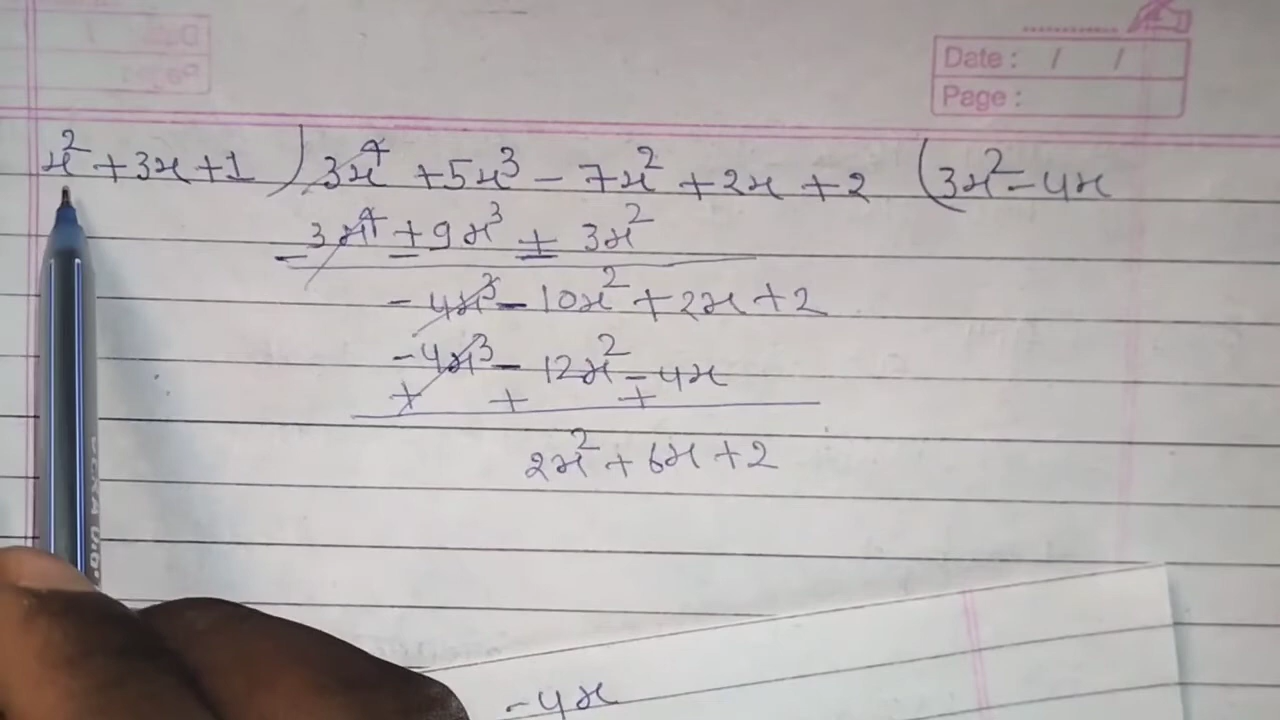 Date : / /
Page :
x² + 3x + 1 ) 3x⁴ + 5x³ - 7x² + 2x + 2 ( 3x² - 4x
3x⁴ + 9x³ + 3x²
- - -
- 4x³ - 10x² + 2x + 2
- 4x³ - 12x² - 4x
+ + +
2x² + 6x + 2
- 4x